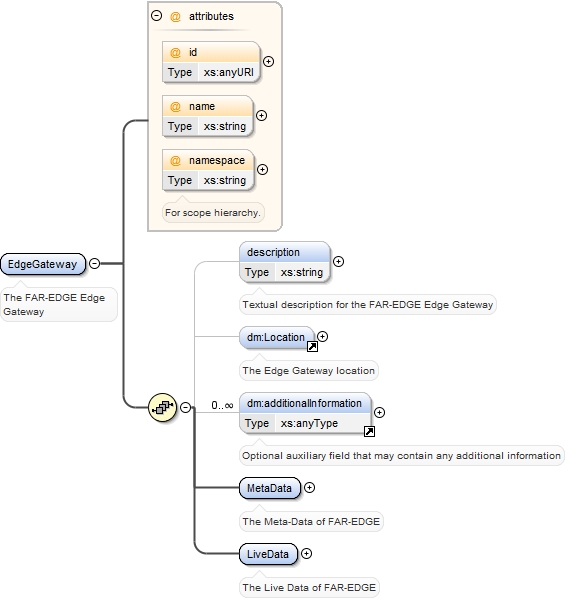 attributes
@ id
Type xs:anyURI
@ name
Type xs:string
@ namespace
Type xs:string
For scope hierarchy.
EdgeGateway
The FAR-EDGE Edge
Gateway
description
Type xs:string
Textual description for the FAR-EDGE Edge Gateway
dm:Location
The Edge Gateway location
0..∞
dm:additionalInformation
Type xs:anyType
Optional auxiliary field that may contain any additional information
MetaData
The Meta-Data of FAR-EDGE
LiveData
The Live Data of FAR-EDGE